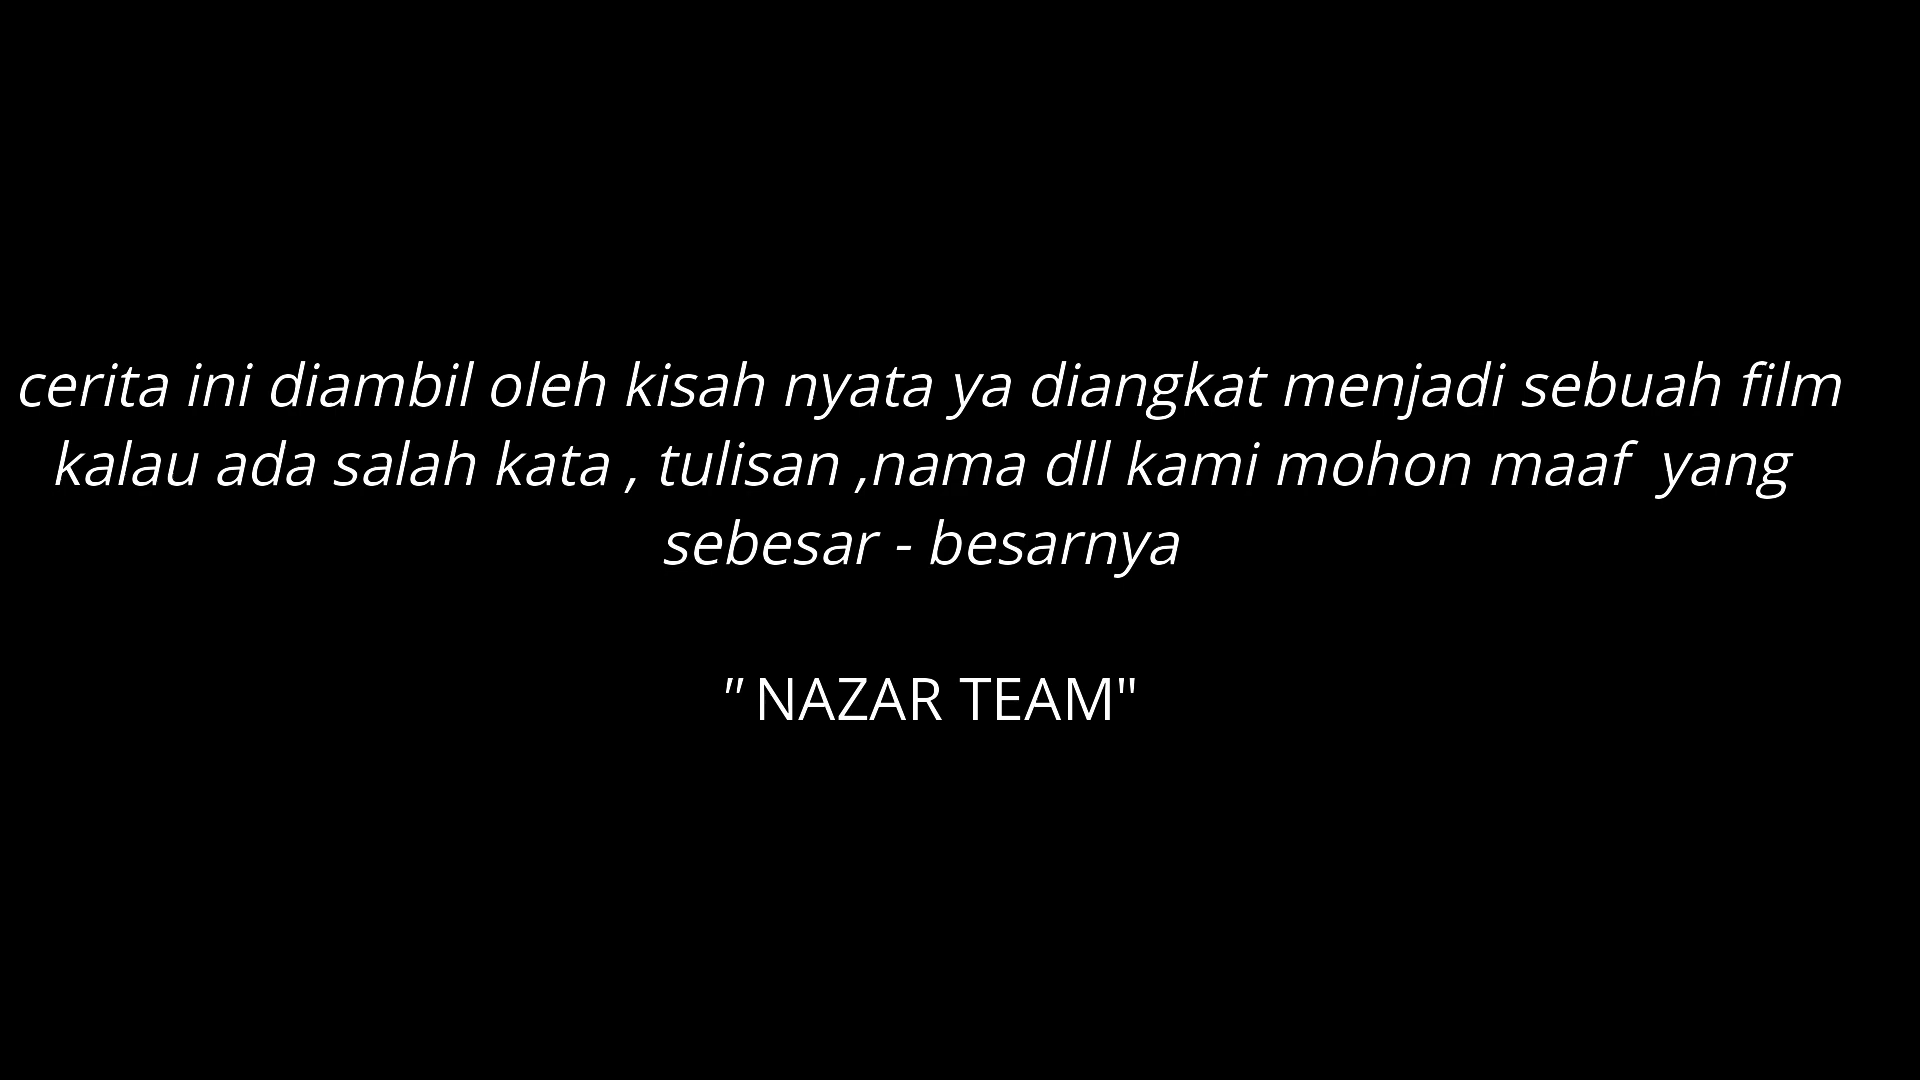 cerita ini diambil oleh kisah nyata ya diangkat menjadi sebuah film
kalau ada salah kata , tulisan ,nama dll kami mohon maaf  yang
sebesar - besarnya
" NAZAR TEAM"